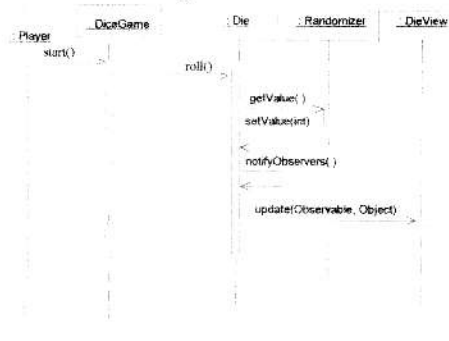 : Player
DiceGame
: Die
: Randomizer
: DieView
start()
roll()
getValue( )
setValue(int)
notifyObservers( )
update(Observable, Object)